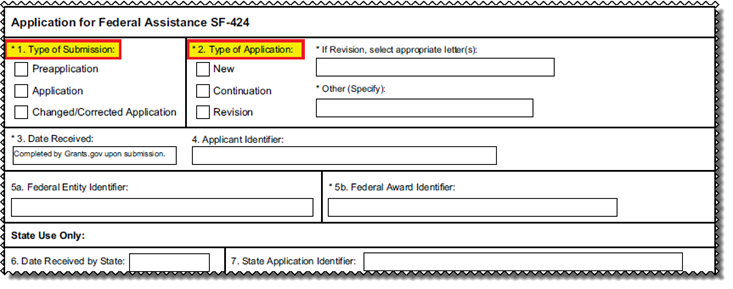 Application for Federal Assistance SF-424
* 1. Type of Submission:
Preapplication
Application
Changed/Corrected Application
* 2. Type of Application:
New
Continuation
Revision
* If Revision, select appropriate letter(s):
* Other (Specify):
* 3. Date Received:
Completed by Grants.gov upon submission.
4. Applicant Identifier:
5a. Federal Entity Identifier:
* 5b. Federal Award Identifier:
State Use Only:
6. Date Received by State:
7. State Application Identifier: